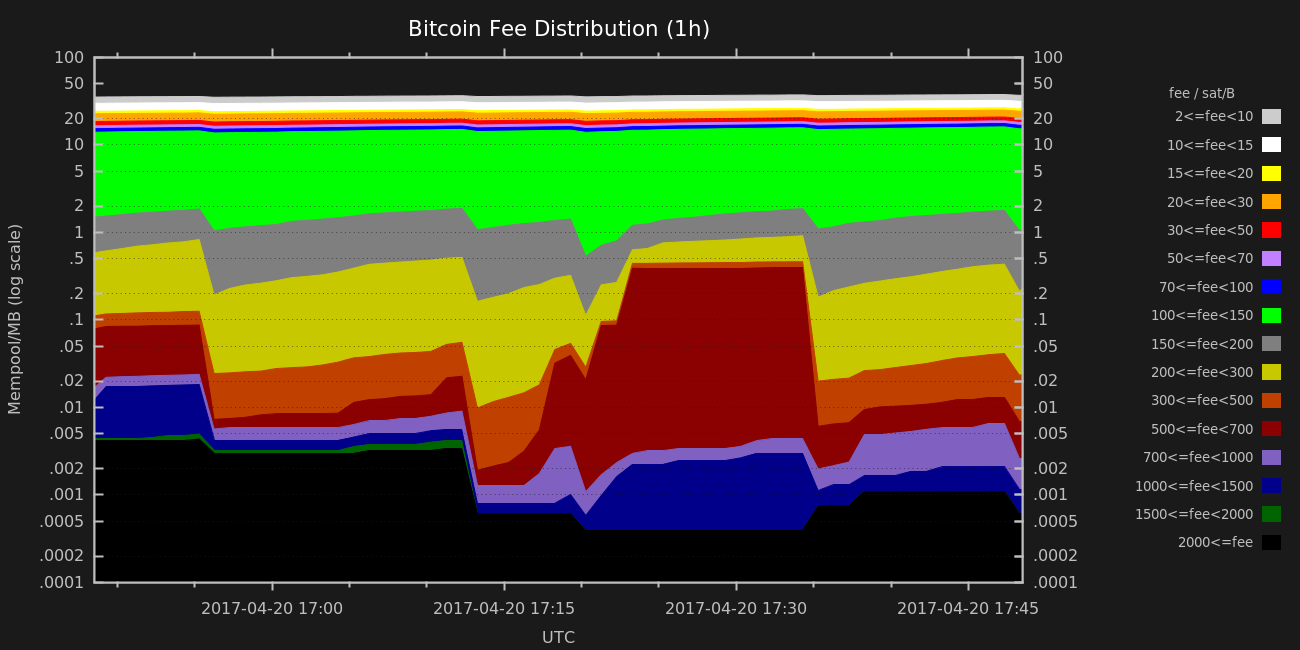 Bitcoin Fee Distribution (1h)
Mempool/MB (log scale)
100
50
20
10
5
2
1
.5
.2
.1
.05
.02
.01
.005
.002
.001
.0005
.0002
.0001
100
50
20
10
5
2
1
.5
.2
.1
.05
.02
.01
.005
.002
.001
.0005
.0002
.0001
2017-04-20 17:00
2017-04-20 17:15
2017-04-20 17:30
2017-04-20 17:45
UTC
fee / sat/B
2<=fee<10
10<=fee<15
15<=fee<20
20<=fee<30
30<=fee<50
50<=fee<70
70<=fee<100
100<=fee<150
150<=fee<200
200<=fee<300
300<=fee<500
500<=fee<700
700<=fee<1000
1000<=fee<1500
1500<=fee<2000
2000<=fee